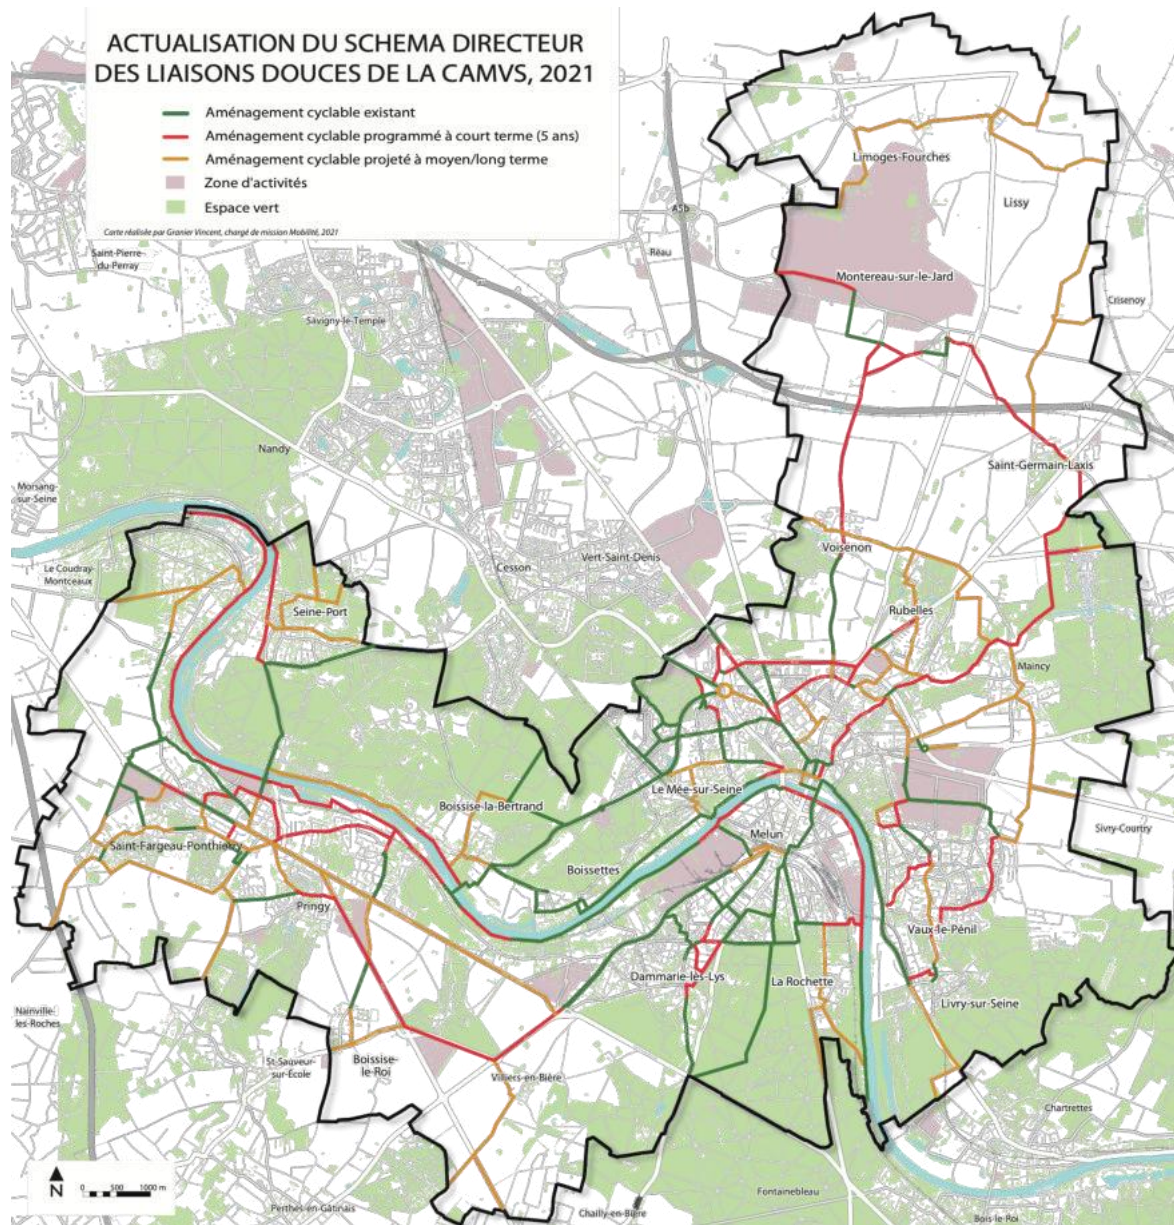 ACTUALISATION DU SCHEMA DIRECTEUR
DES LIAISONS DOUCES DE LA CAMVS, 2021
Aménagement cyclable existant
Aménagement cyclable programmé à court terme (5 ans)
Aménagement cyclable projeté à moyen/long terme
Zone d'activités
Espace vert
Carte réalisée par Granier Vincent, chargé de mission Mobilité, 2021
Limoges-Fourches
Lissy
A5b
Réau
Saint-Pierre-
du-Perray
Montereau-sur-le-Jard
Crisenoy
Savigny-le-Temple
Nandy
Saint-Germain-Laxis
Morsang-
sur-Seine
Voisenon
Vert-Saint-Denis
Cesson
Le Coudray-
Montceaux
Seine-Port
Rubelles
Maincy
Le Mée-sur-Seine
Boissise-la-Bertrand
Melun
Sivry-Courtry
Saint-Fargeau-Ponthierry
Boissettes
Pringy
Vaux-le-Pénil
Dammarie-les-Lys
La Rochette
Livry-sur-Seine
Nainville-
les-Roches
St-Sauveur-
sur-Ecole
Boissise-
le-Roi
Villiers-en-Bière
Chartrettes
N
0 500 1000 m
Fontainebleau
Perthes-en-Gâtinais
Chailly-en-Bière
Bois-le-Roi